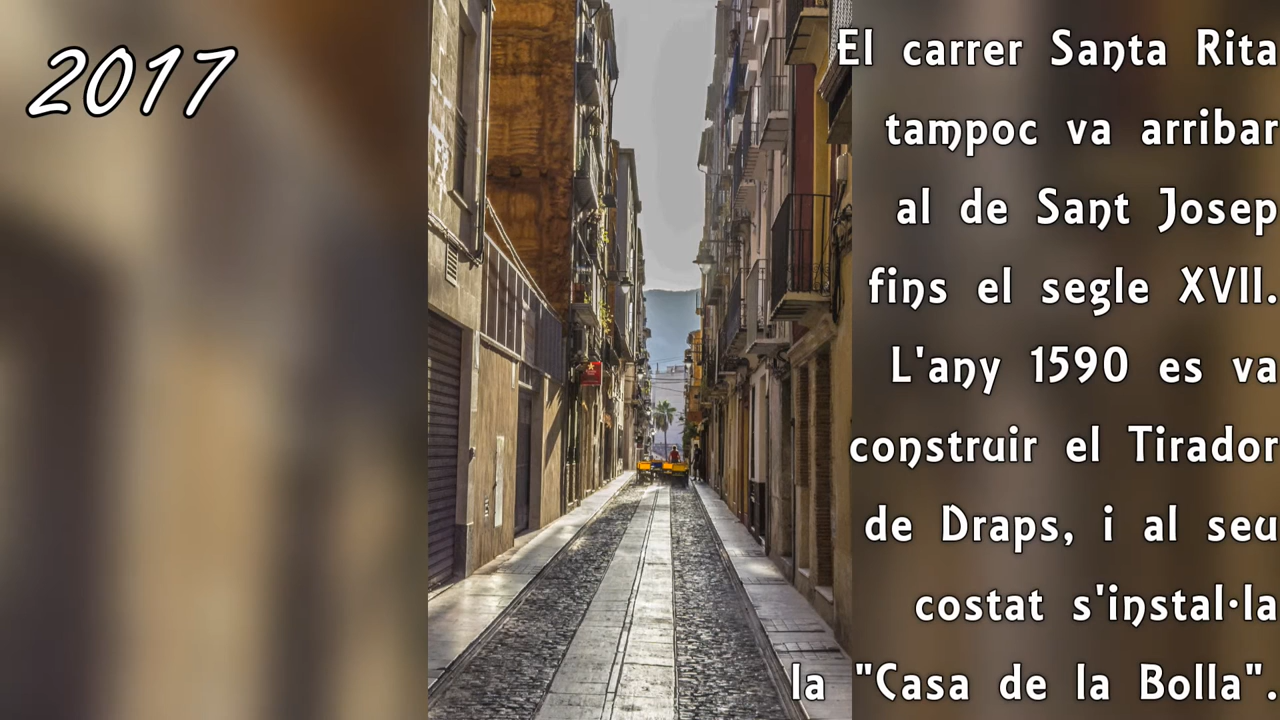 2017
El carrer Santa Rita
tampoc va arribar
al de Sant Josep
fins el segle XVII.
L'any 1590 es va
construir el Tirador
de Draps, i al seu
costat s'instal·la
la "Casa de la Bolla".